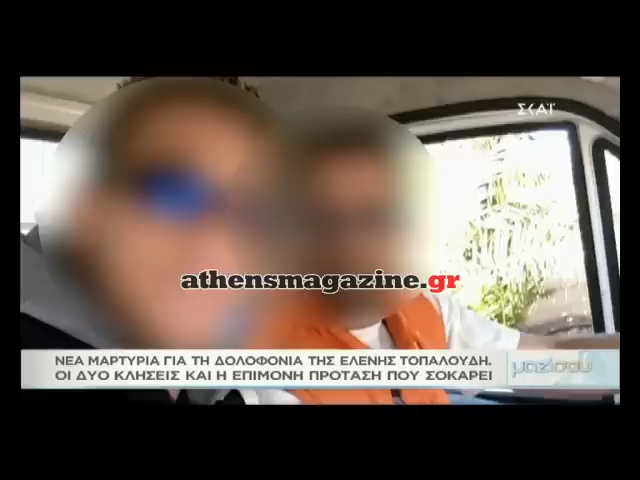 ΣΚΑΪ
athensmagazine.gr
ΝΕΑ ΜΑΡΤΥΡΙΑ ΓΙΑ ΤΗ ΔΟΛΟΦΟΝΙΑ ΤΗΣ ΕΛΕΝΗΣ ΤΟΠΑΛΟΥΔΗ.
ΟΙ ΔΥΟ ΚΛΗΣΕΙΣ ΚΑΙ Η ΕΠΙΜΟΝΗ ΠΡΟΤΑΣΗ ΠΟΥ ΣΟΚΑΡΕΙ
μαζί σου